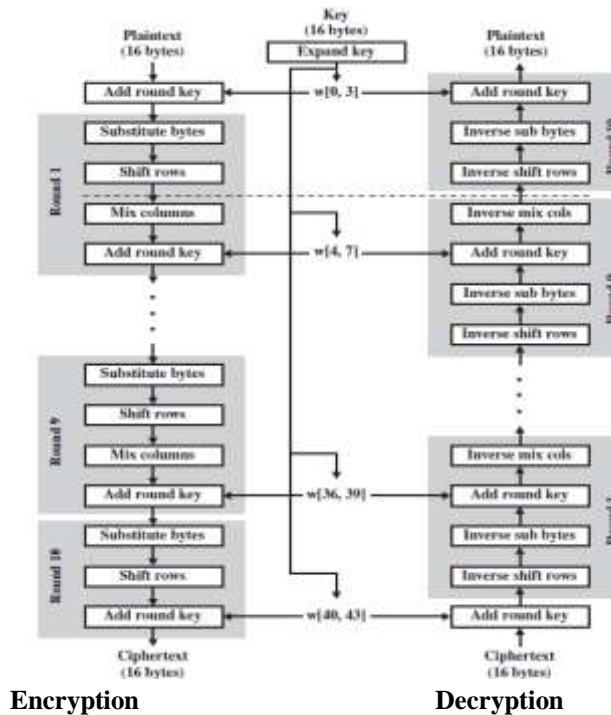 Key
(16 bytes)
Expand key
Plaintext
(16 bytes)
Add round key
Substitute bytes
Shift rows
Mix columns
Add round key
Round 1
Substitute bytes
Shift rows
Mix columns
Add round key
Round 9
Substitute bytes
Shift rows
Add round key
Round 10
Ciphertext
(16 bytes)
w[0, 3]
w[4, 7]
w[36, 39]
w[40, 43]
Plaintext
(16 bytes)
Add round key
Inverse sub bytes
Inverse shift rows
Inverse mix cols
Add round key
Inverse sub bytes
Inverse shift rows
Inverse mix cols
Add round key
Inverse sub bytes
Inverse shift rows
Add round key
Ciphertext
(16 bytes)
Encryption
Decryption